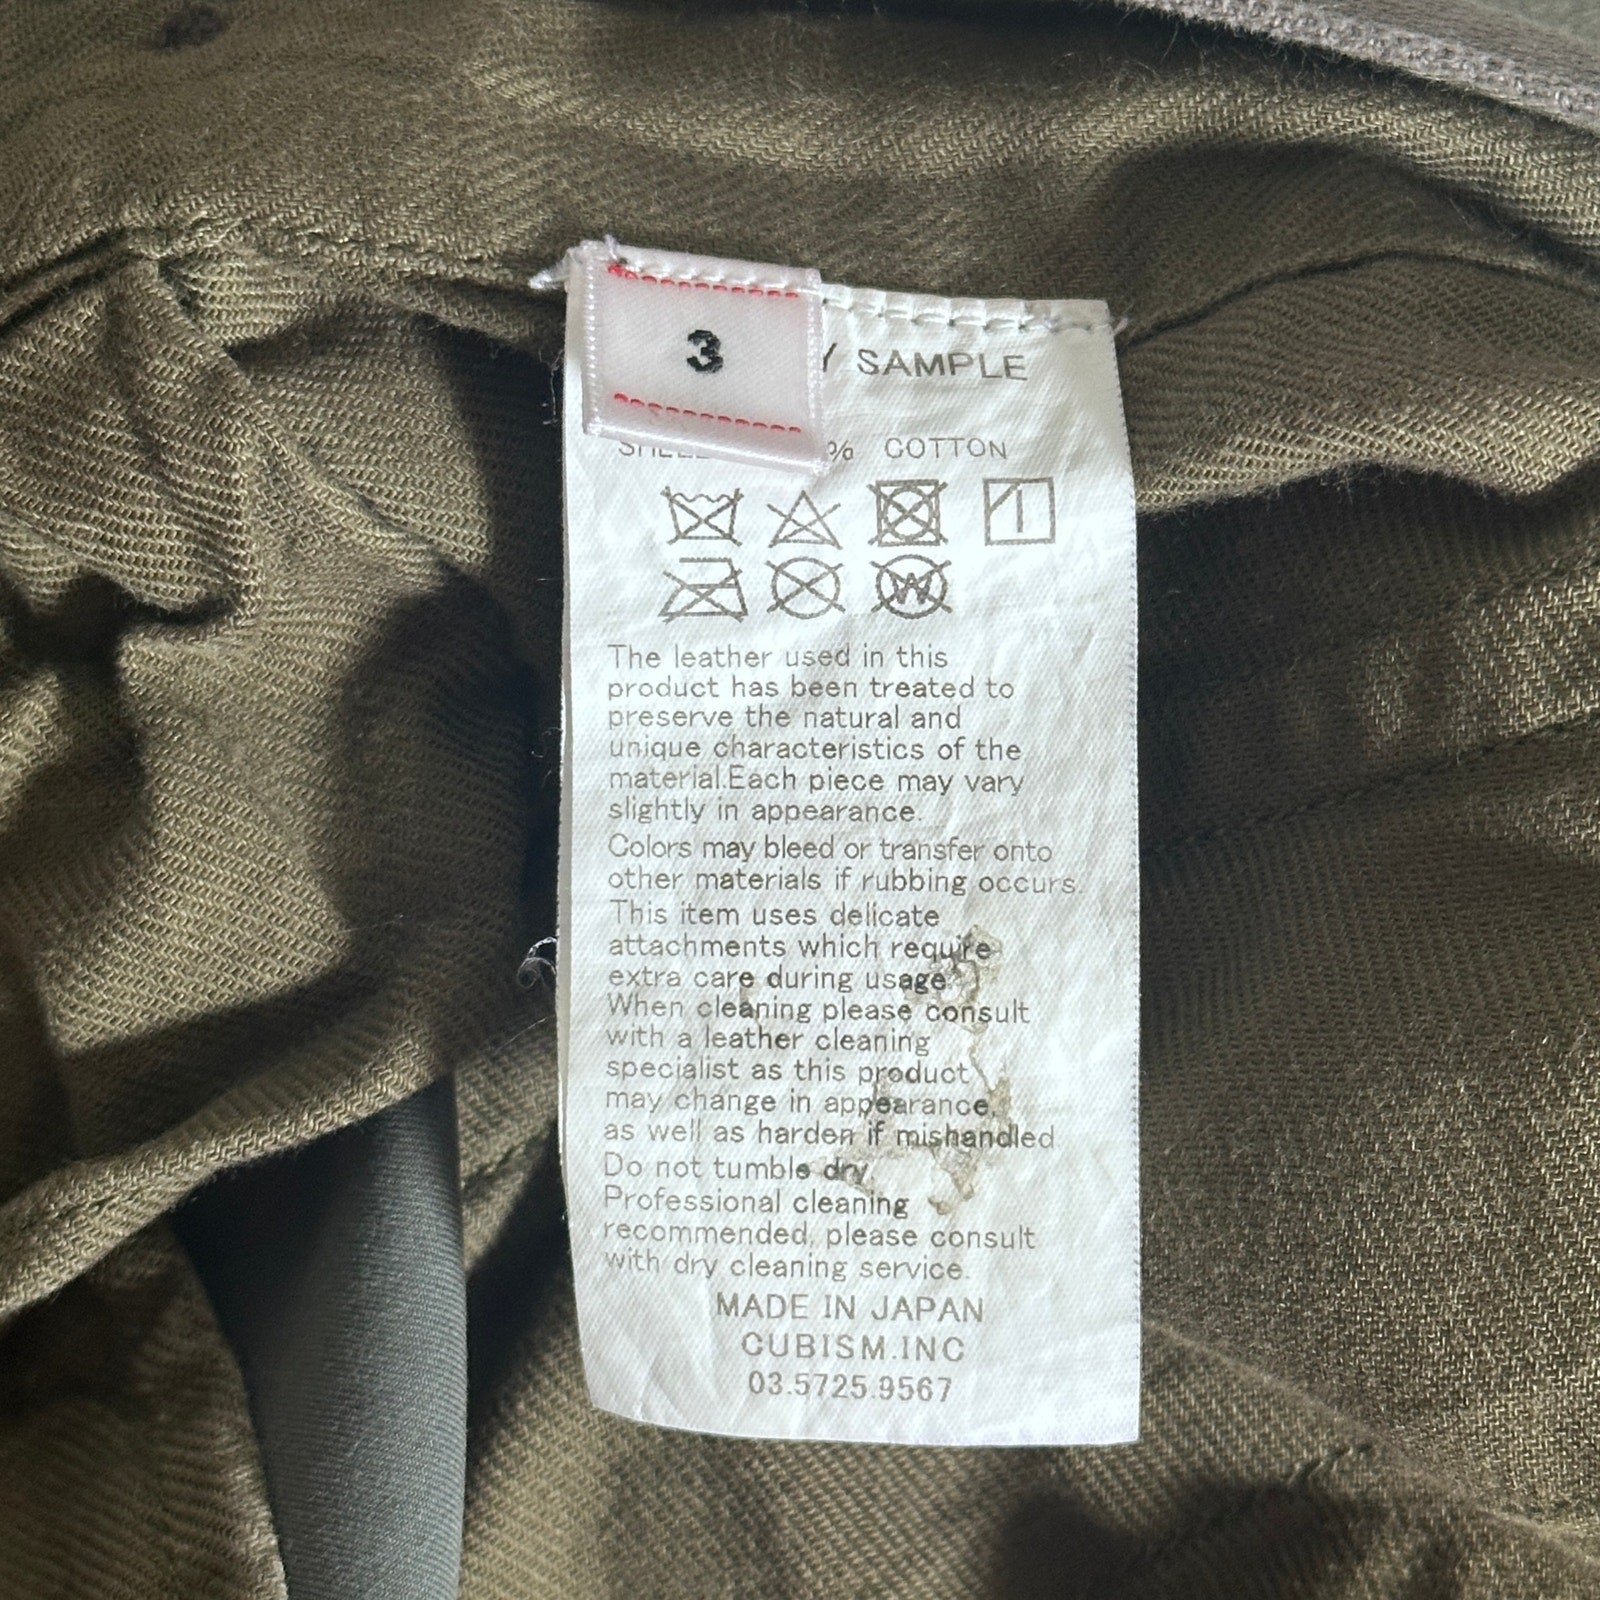 3
SAMPLE
% COTTON
W
The leather used in this
product has been treated to
preserve the natural and
unique characteristics of the
material.Each piece may vary
slightly in appearance.
Colors may bleed or transfer onto
other materials if rubbing occurs.
This item uses delicate
attachments which require
extra care during usage
When cleaning please consult
with a leather cleaning
specialist as this product
may change in appearance,
as well as harden if mishandled
Do not tumble dry.
Professional cleaning
recommended, please consult
with dry cleaning service.
MADE IN JAPAN
CUBISM.INC
03.5725.9567